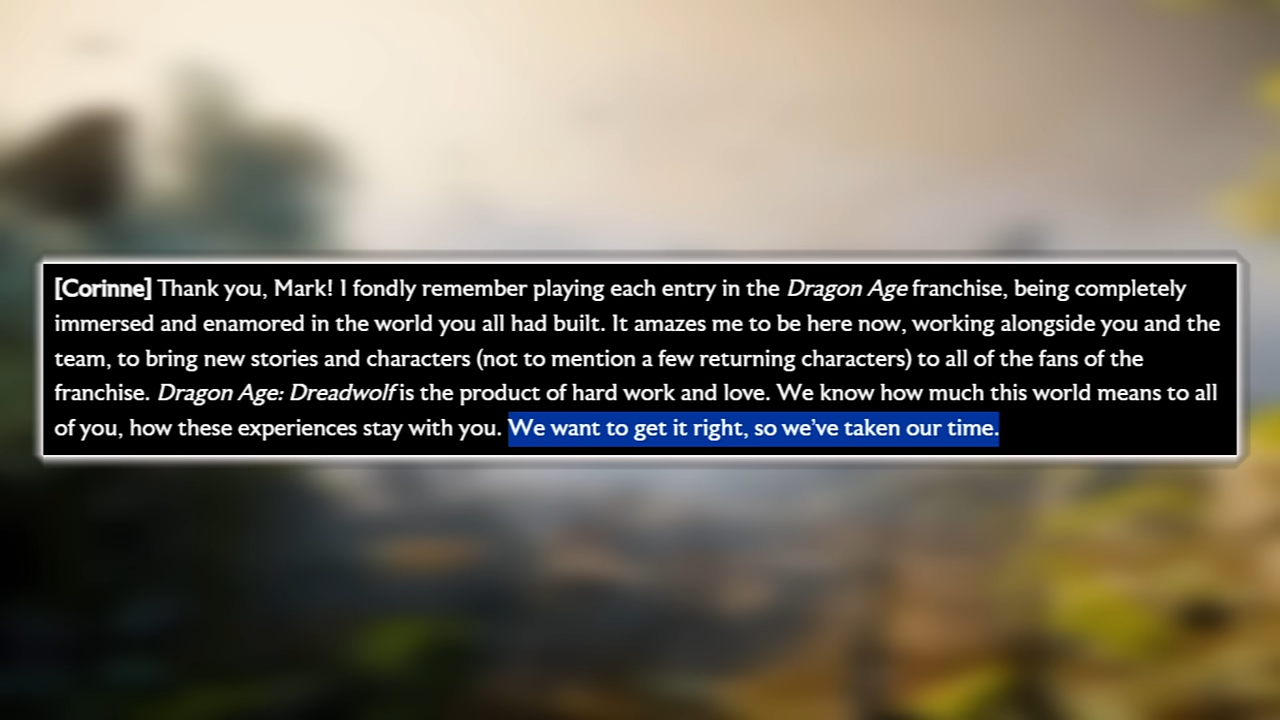 [Corinne] Thank you, Mark! I fondly remember playing each entry in the Dragon Age franchise, being completely
immersed and enamored in the world you all had built. It amazes me to be here now, working alongside you and the
team, to bring new stories and characters (not to mention a few returning characters) to all of the fans of the
franchise. Dragon Age: Dreadwolf is the product of hard work and love. We know how much this world means to all
of you, how these experiences stay with you. We want to get it right, so we’ve taken our time.